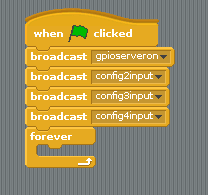 when clicked
broadcast gpioserveron
broadcast config2input
broadcast config3input
broadcast config4input
forever